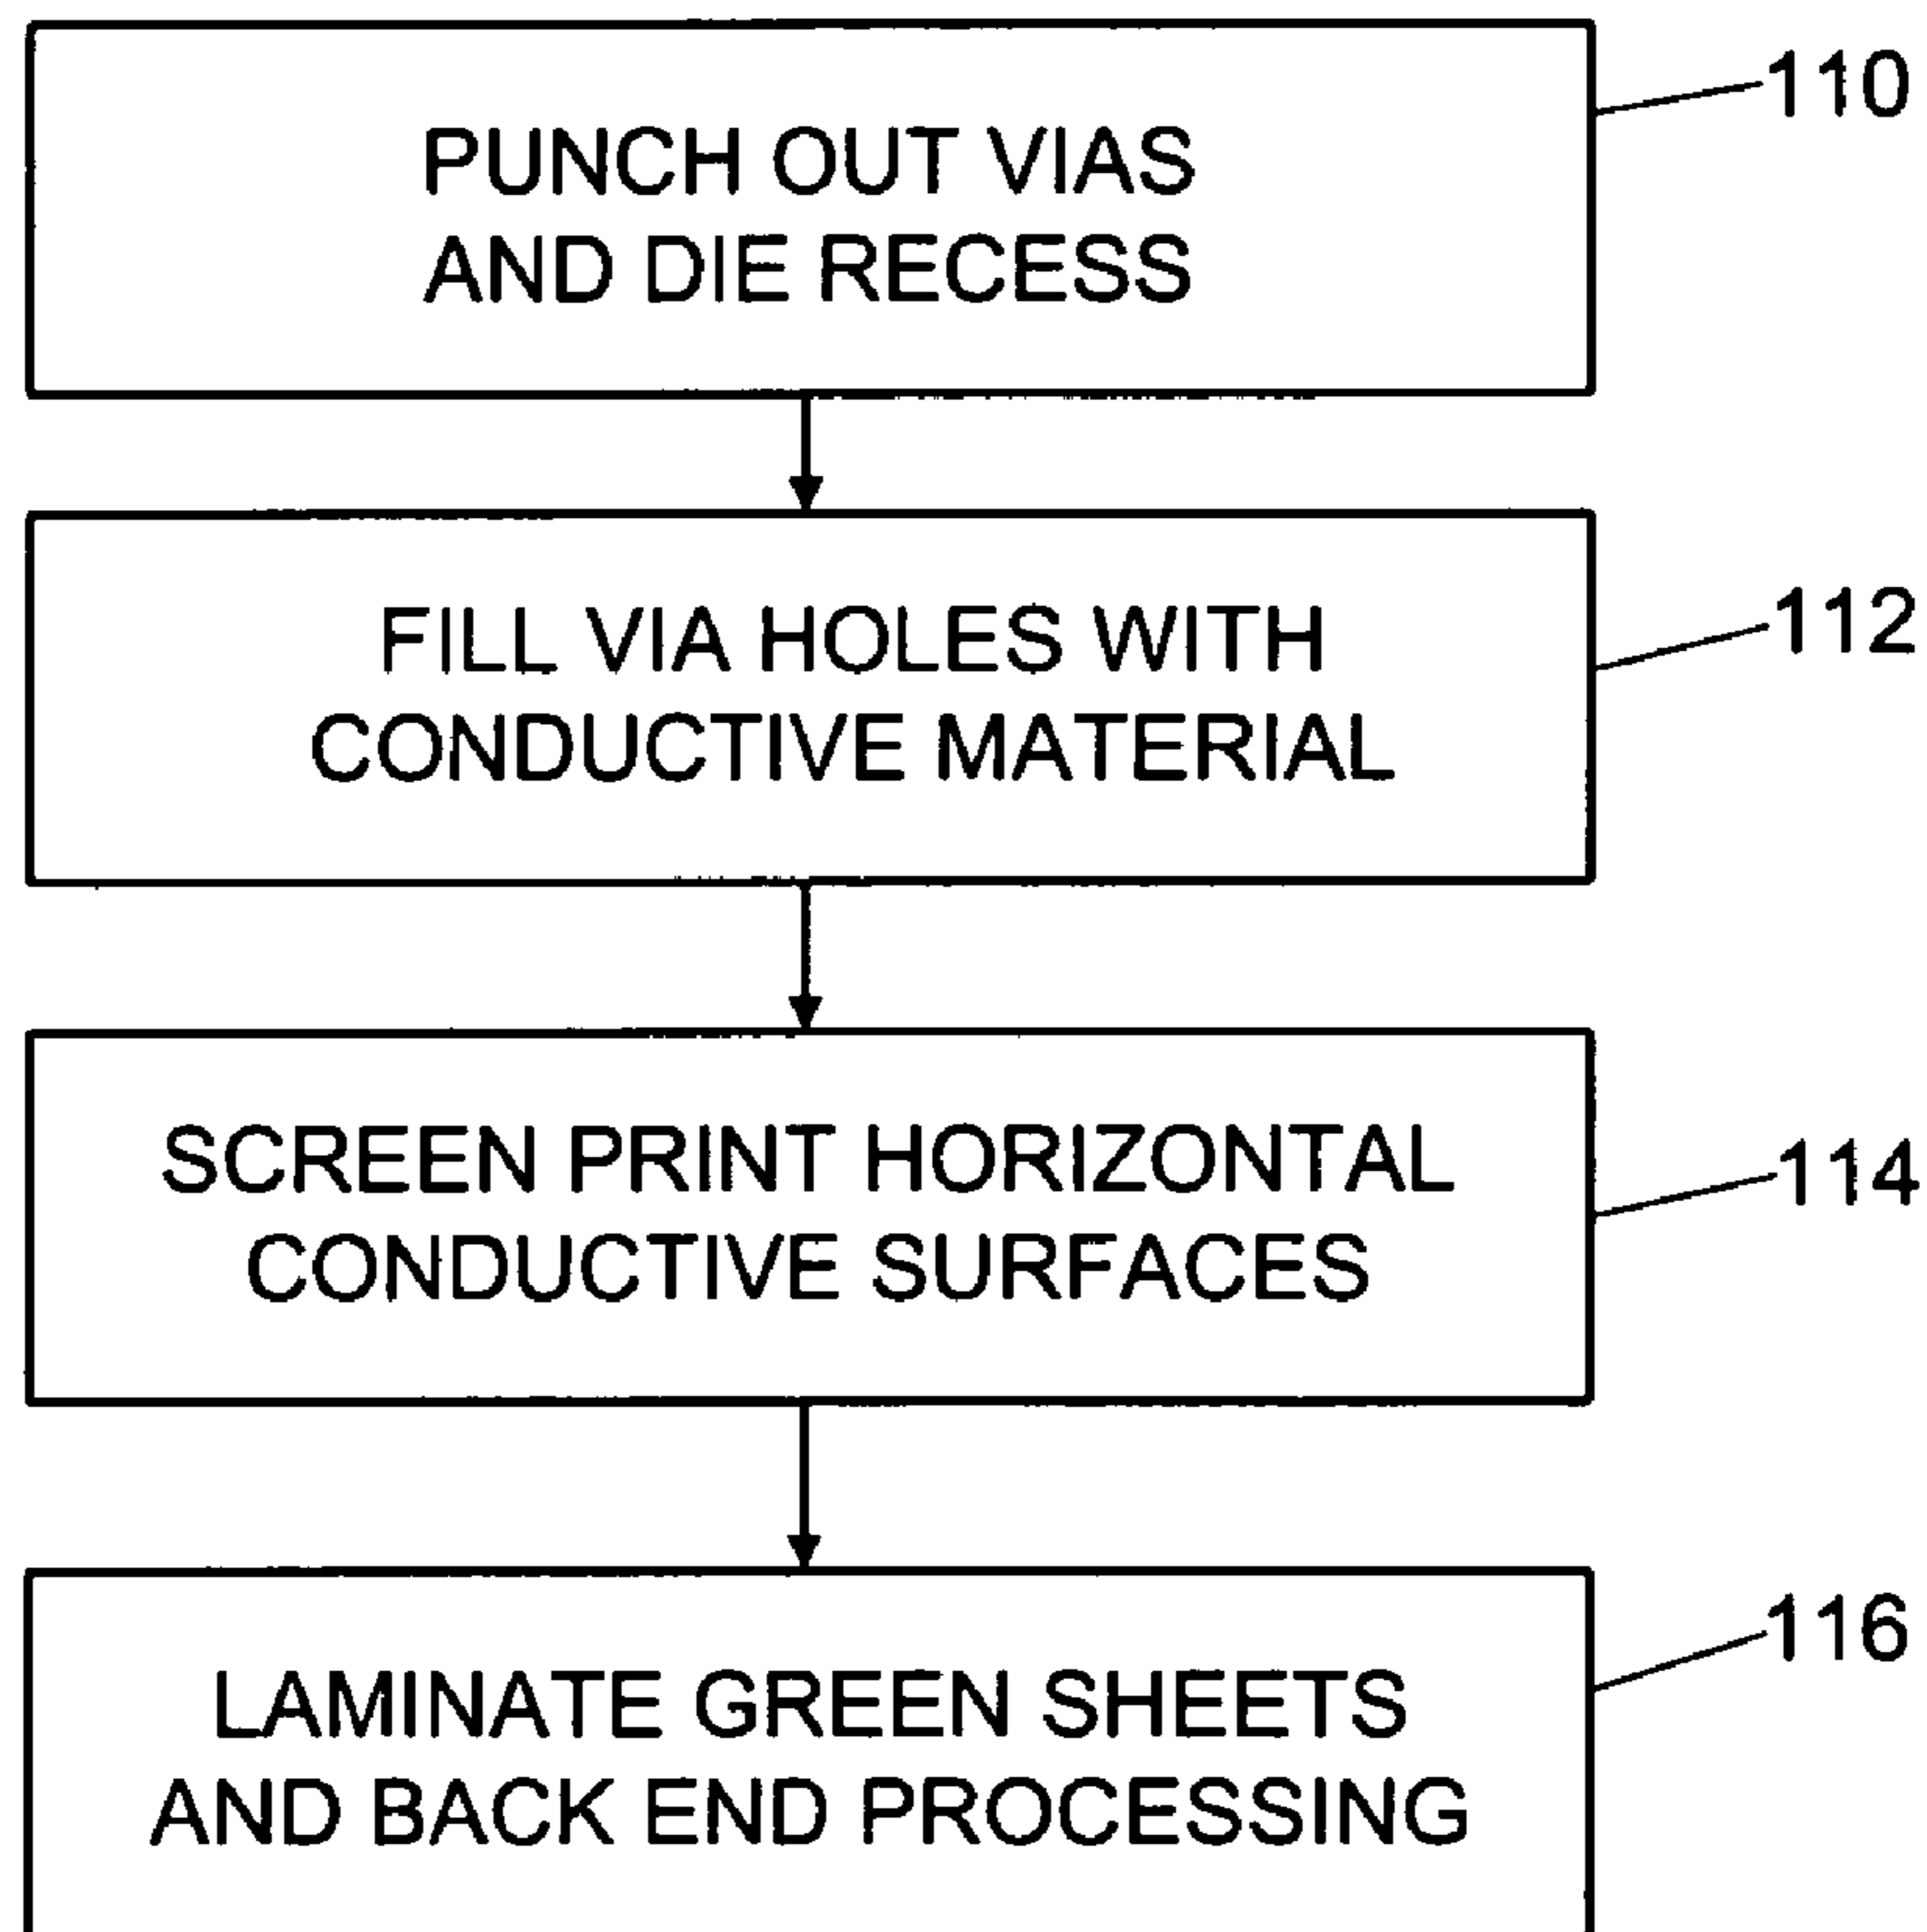 110
PUNCH OUT VIAS
AND DIE RECESS
112
FILL VIA HOLES WITH
CONDUCTIVE MATERIAL
114
SCREEN PRINT HORIZONTAL
CONDUCTIVE SURFACES
116
LAMINATE GREEN SHEETS
AND BACK END PROCESSING